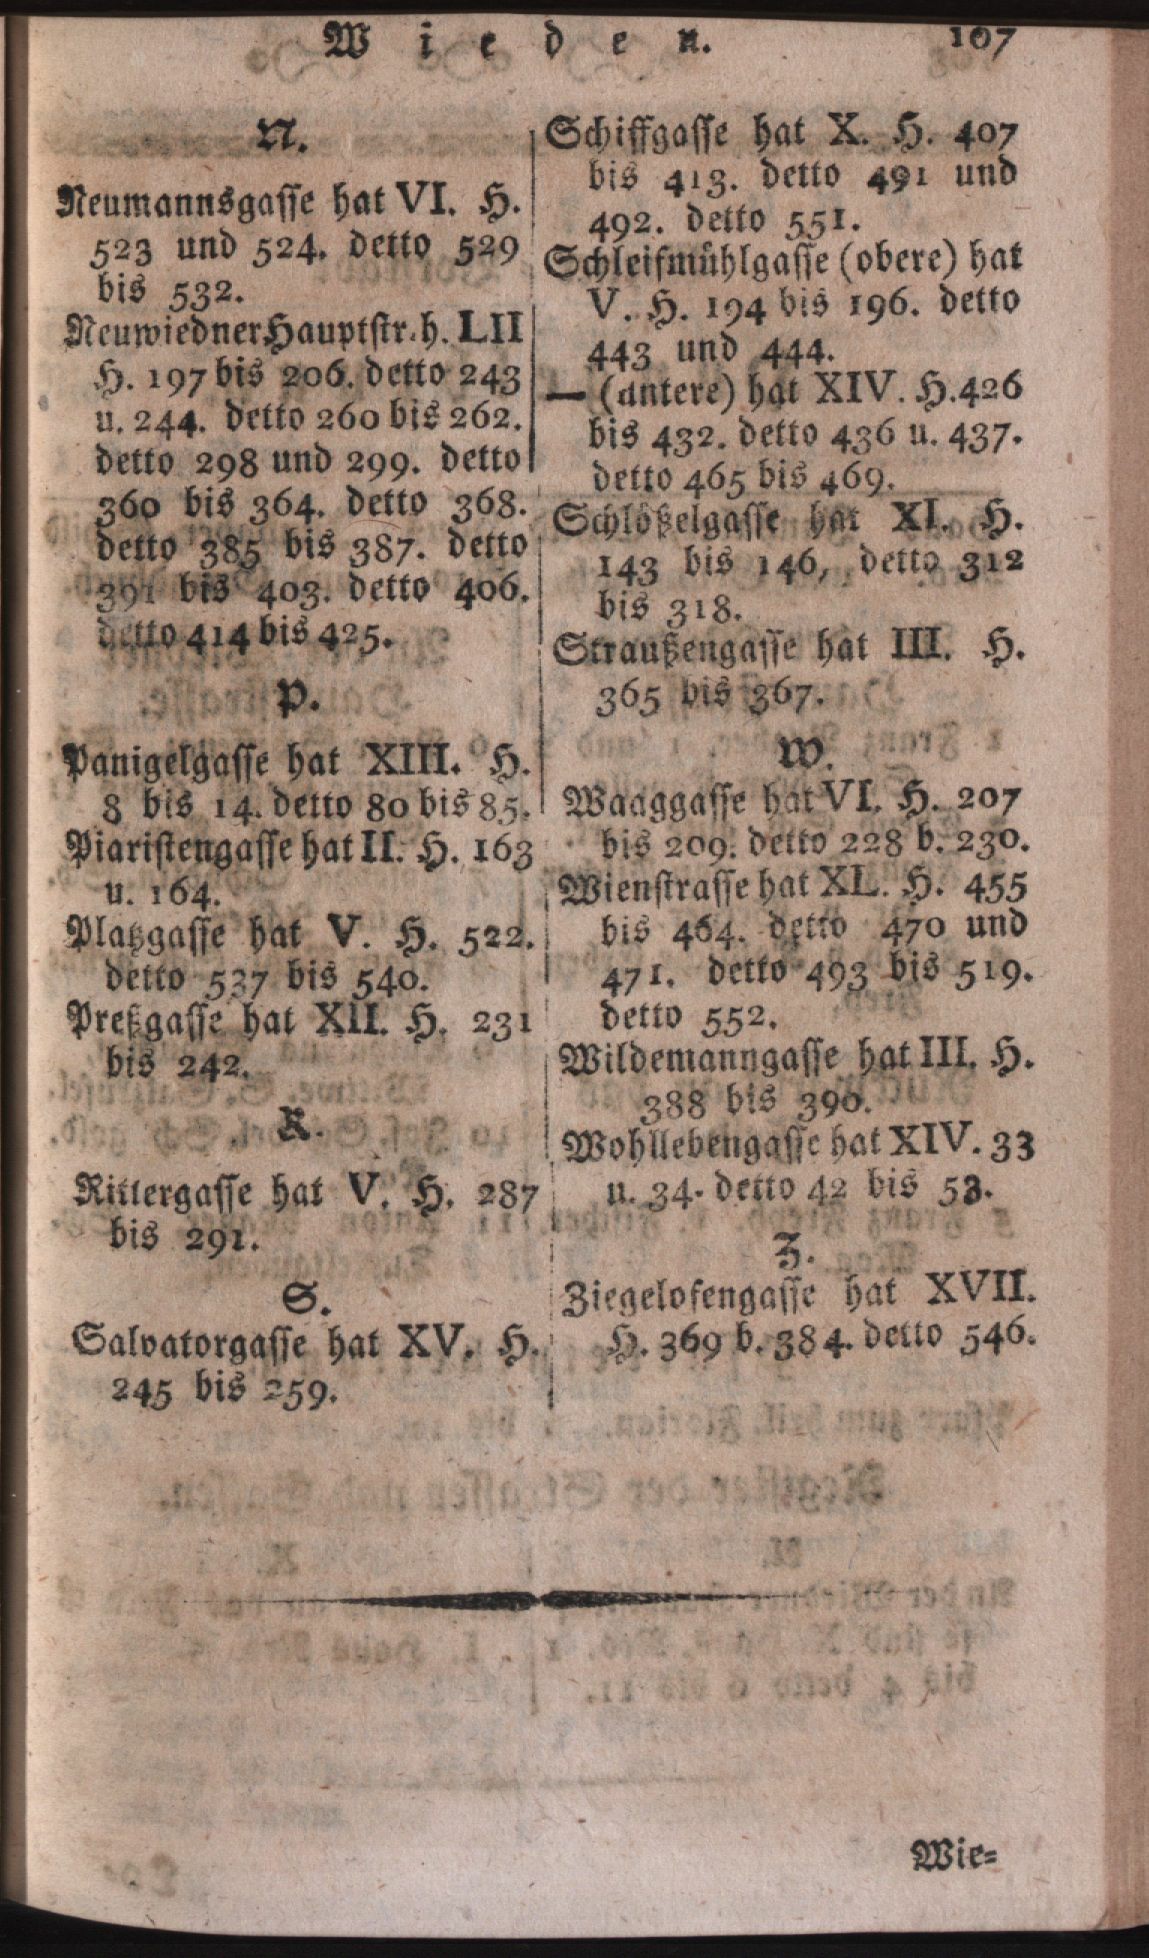 Wieden. 107
N.
Neumannsgasse hat VI. H.
523 und 524. detto 529
bis 532.
Neuwiedner Hauptstr. h. LII
H. 197 bis 206. detto 243
u. 244. detto 260 bis 262.
detto 298 und 299. detto
360 bis 364. detto 368.
detto 385 bis 387. detto
391 bis 403. detto 406.
detto 414 bis 425.
P.
Panigelgasse hat XIII. H.
8 bis 14. detto 80 bis 85.
Piaristengasse hat II. H. 163
u. 164.
Platzgasse hat V. H. 522.
detto 537 bis 540.
Preßgasse hat XII. H. 231
bis 242.
R.
Rittergasse hat V. H. 287
bis 291.
S.
Salvatorgasse hat XV. H.
245 bis 259.
Schiffgasse hat X. H. 407
bis 413. detto 491 und
492. detto 551.
Schleifmühlgasse (obere) hat
V. H. 194 bis 196. detto
443 und 444.
— (untere) hat XIV. H. 426
bis 432. detto 436 u. 437.
detto 465 bis 469.
Schlößelgasse hat XI. H.
143 bis 146, detto 312
bis 318.
Straußengasse hat III. H.
365 bis 367.
W.
Waaggasse hat VI. H. 207
bis 209. detto 228 b. 230.
Wienstrasse hat XL. H. 455
bis 464. detto 470 und
471. detto 493 bis 519.
detto 552.
Wildemanngasse hat III. H.
388 bis 390.
Wohllebengasse hat XIV. 33
u. 34. detto 42 bis 53.
Z.
Ziegelofengasse hat XVII.
H. 369 b. 384. detto 546.
Wie=